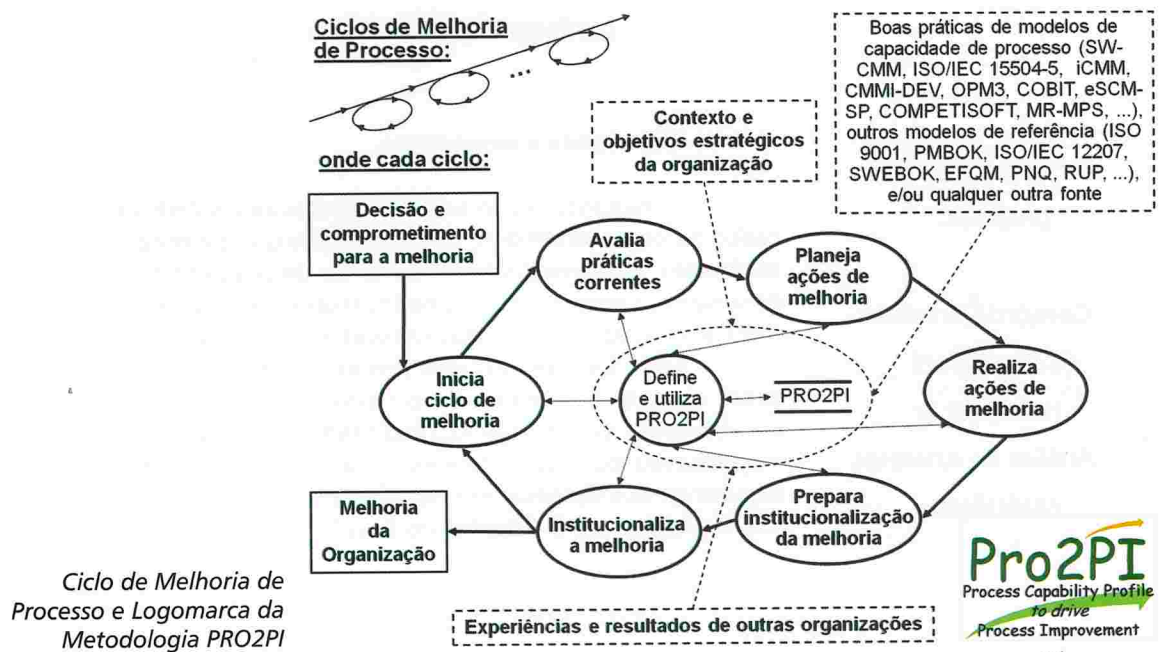 Ciclos de Melhoria
de Processo:
...
onde cada ciclo:
Boas práticas de modelos de
capacidade de processo (SW-
CMM, ISO/IEC 15504-5, iCMM,
CMMI-DEV, OPM3, COBIT, eSCM-
SP, COMPETISOFT, MR-MPS, ...),
outros modelos de referência (ISO
9001, PMBOK, ISO/IEC 12207,
SWEBOK, EFQM, PNQ, RUP, ...),
e/ou qualquer outra fonte
Contexto e
objetivos estratégicos
da organização
Decisão e
comprometimento
para a melhoria
Avalia
práticas
correntes
Planeja
ações de
melhoria
Inicia
ciclo de
melhoria
Define
e utiliza
PRO2PI
PRO2PI
Realiza
ações de
melhoria
Melhoria
da
Organização
Institucionaliza
a melhoria
Prepara
institucionalização
da melhoria
Experiências e resultados de outras organizações
Pro2PI
Process Capability Profile
to drive
Process Improvement
Ciclo de Melhoria de
Processo e Logomarca da
Metodologia PRO2PI